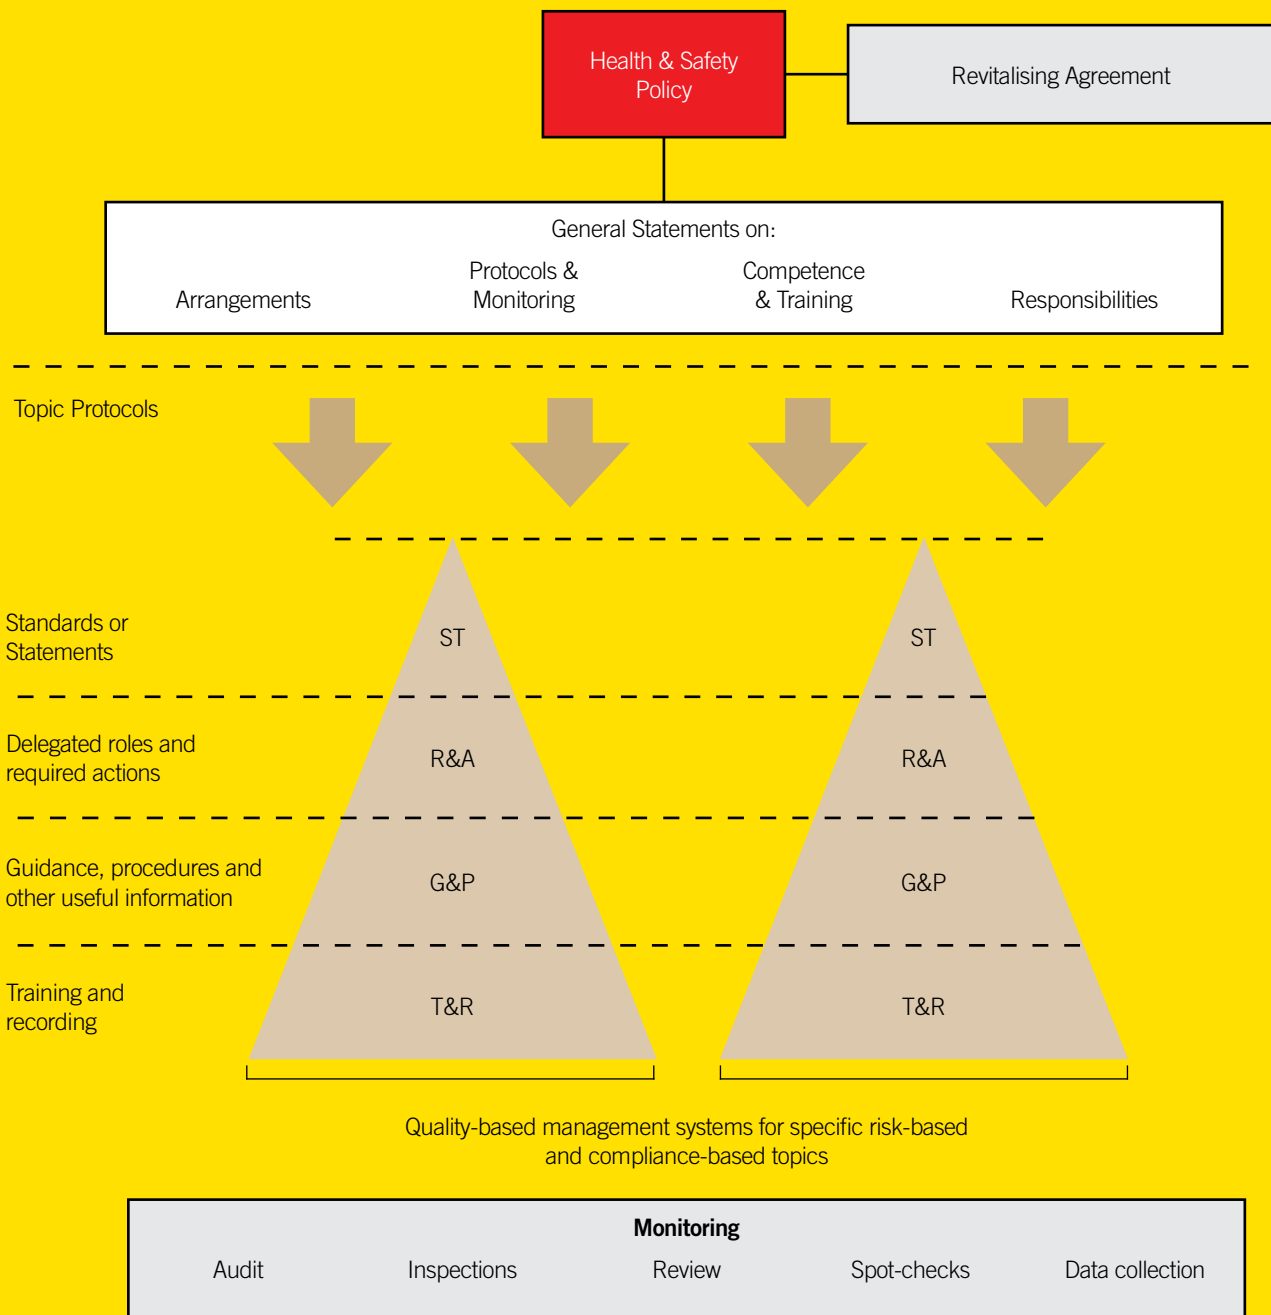 Health & Safety
Policy
Revitalising Agreement
General Statements on:
Arrangements
Protocols &
Monitoring
Competence
& Training
Responsibilities
Topic Protocols
Standards or
Statements
ST
ST
Delegated roles and
required actions
R&A
R&A
Guidance, procedures and
other useful information
G&P
G&P
Training and
recording
T&R
T&R
Quality-based management systems for specific risk-based
and compliance-based topics
Monitoring
Audit
Inspections
Review
Spot-checks
Data collection